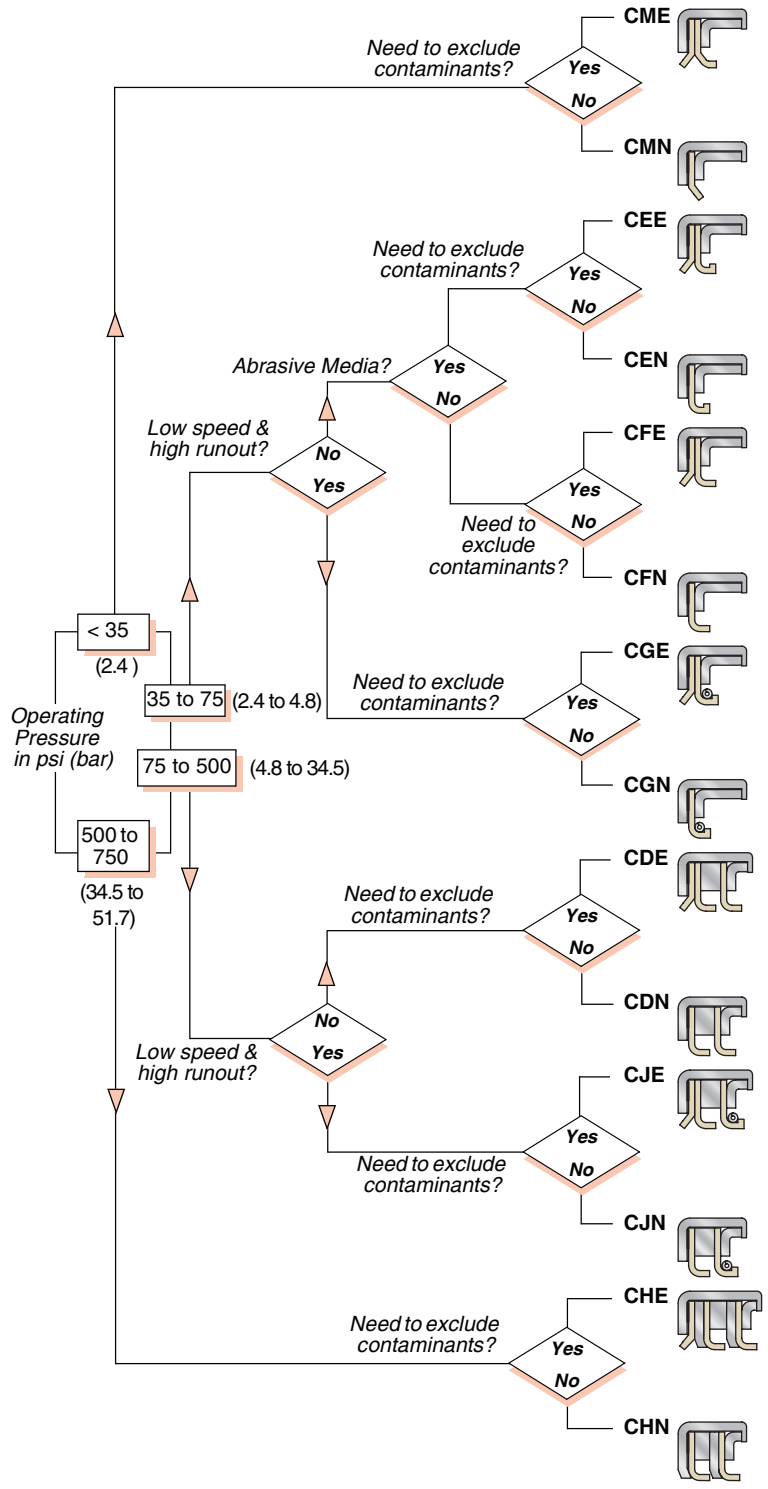 CME
Need to exclude
contaminants?
Yes
No
CMN
CEE
Need to exclude
contaminants?
Yes
No
Abrasive Media?
Yes
No
CEN
CFE
Low speed &
high runout?
No
Yes
Yes
No
Need to
exclude
contaminants?
CFN
< 35
(2.4 )
CGE
Need to exclude
contaminants?
Yes
No
35 to 75 (2.4 to 4.8)
Operating
Pressure
in psi (bar)
75 to 500 (4.8 to 34.5)
CGN
500 to
750
(34.5 to
51.7)
CDE
Need to exclude
contaminants?
Yes
No
CDN
No
Yes
Low speed &
high runout?
CJE
Yes
No
Need to exclude
contaminants?
CJN
CHE
Need to exclude
contaminants?
Yes
No
CHN